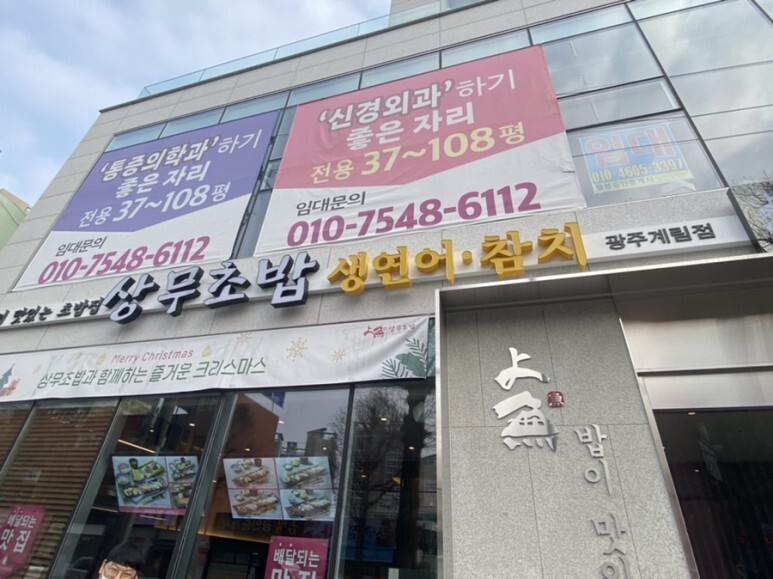 '통증의학과'하기
좋은 자리
전용 37~108평
임대문의
010-7548-6112
'신경외과'하기
좋은 자리
전용 37~108평
임대문의
010-7548-6112
임대
010 4605-3397
맛있는 초밥집 상무초밥 생연어·참치 광주계림점
Merry Christmas
상무초밥과 함께하는 즐거운 크리스마스
上魚
밥이 맛이
배달되는
맛집
배달되는
맛집